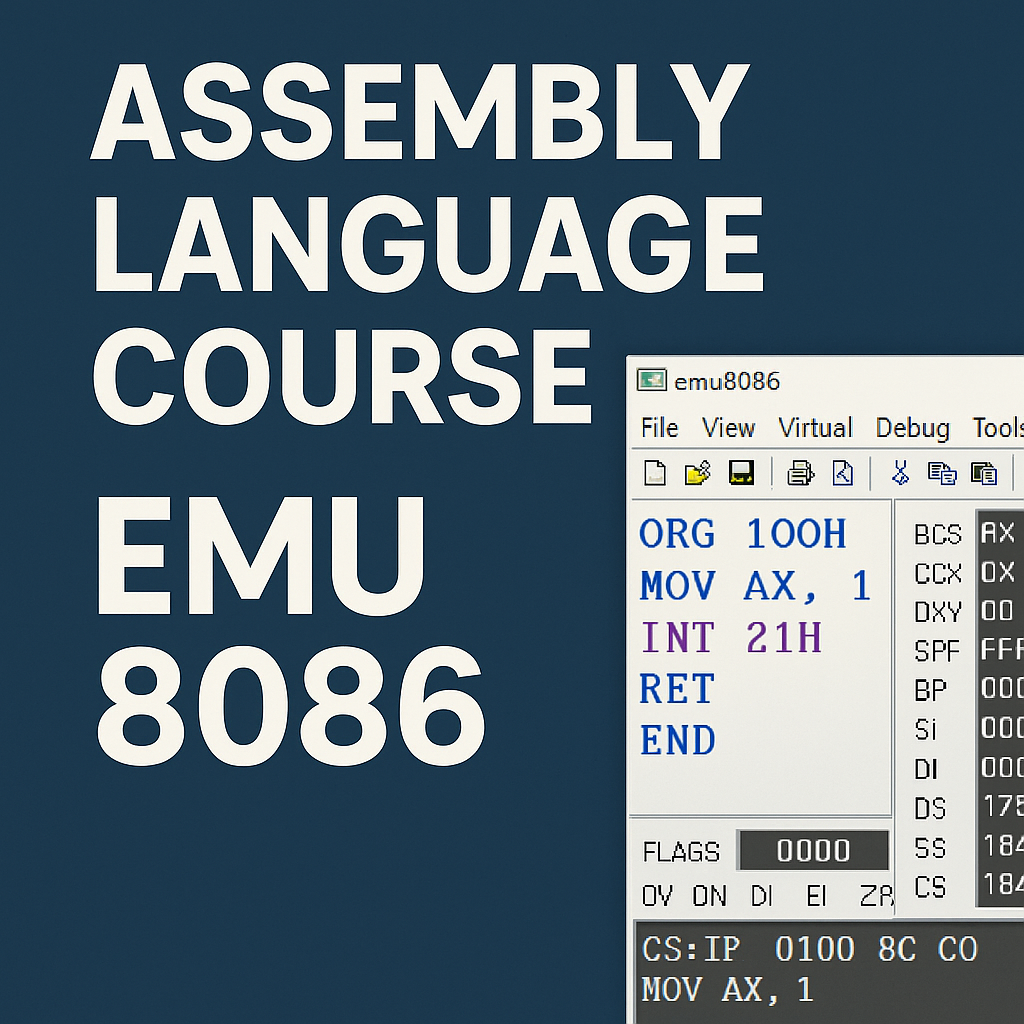 ASSEMBLY
LANGUAGE
COURSE
EMU
8086
emu8086
File View Virtual Debug Tools
ORG 100H
MOV AX, 1
INT 21H
RET
END
BCS AX
CCX 0X
DXY 00
SPF FFF
BP 000
Si 000
DI 000
DS 175
SS 184
CS 184
FLAGS 0000
OV ON DI EI ZR
CS:IP 0100 8C C0
MOV AX, 1